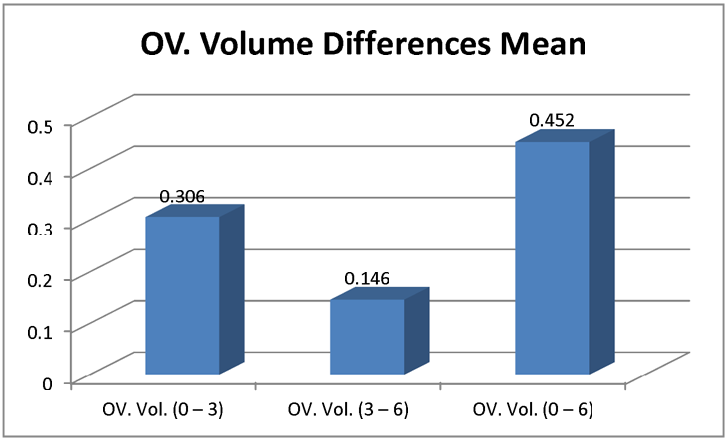 OV. Volume Differences Mean
0.5
0.4
0.3
0.2
0.1
0
0.306
0.146
0.452
OV. Vol. (0 – 3)
OV. Vol. (3 – 6)
OV. Vol. (0 – 6)